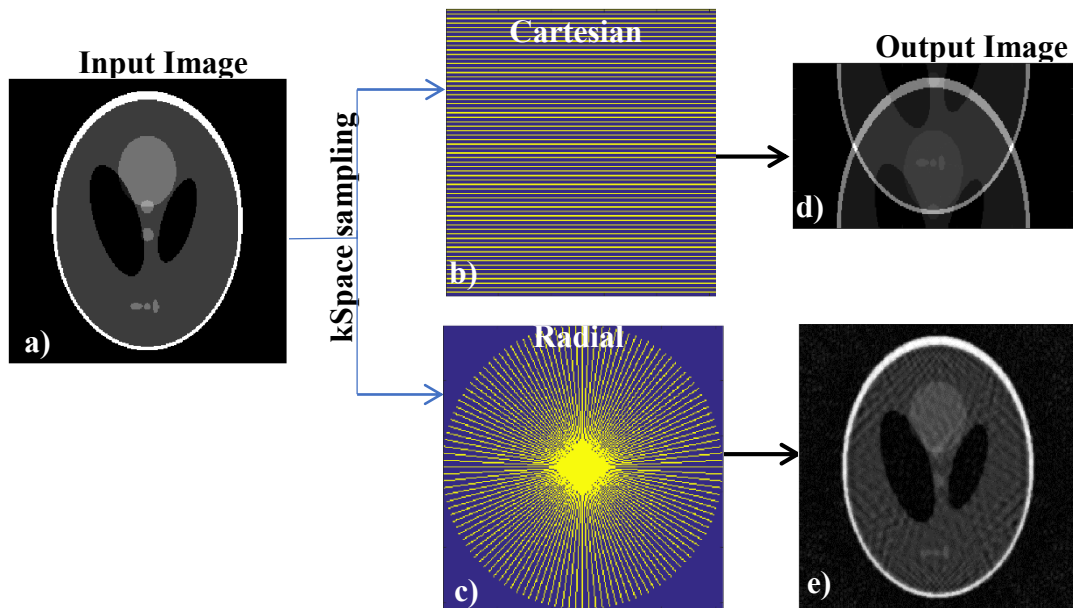 Input Image
a)
kSpace sampling
Cartesian
b)
Radial
c)
Output Image
d)
e)